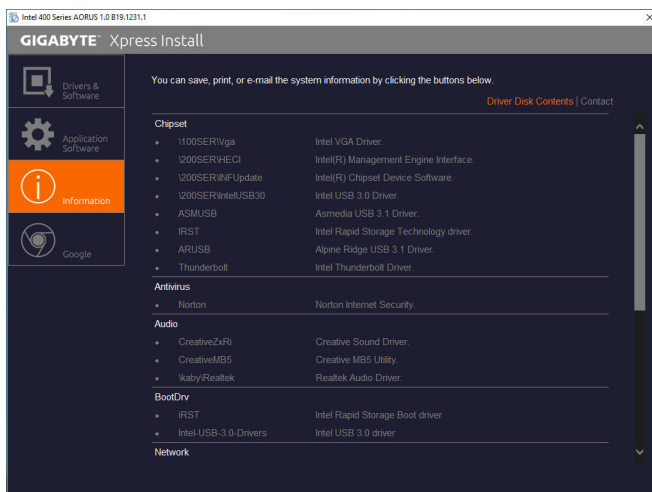 Intel 400 Series AORUS 1.0 B19.1231.1
GIGABYTE™ Xpress Install
Drivers & Software
Application Software
Information
Google
You can save, print, or e-mail the system information by clicking the buttons below.
Driver Disk Contents | Contact
Chipset
\100SER\Vga Intel VGA Driver.
\200SER\HECI Intel(R) Management Engine Interface.
\200SER\INFUpdate Intel(R) Chipset Device Software.
\200SER\IntelUSB30 Intel USB 3.0 Driver.
ASMUSB Asmedia USB 3.1 Driver.
IRST Intel Rapid Storage Technology driver.
ARUSB Alpine Ridge USB 3.1 Driver.
Thunderbolt Intel Thunderbolt Driver.
Antivirus
Norton Norton Internet Security.
Audio
CreativeZxRi Creative Sound Driver.
CreativeMB5 Creative MB5 Utility.
\kaby\Realtek Realtek Audio Driver.
BootDrv
iRST Intel Rapid Storage Boot driver
Intel-USB-3.0-Drivers Intel USB 3.0 driver
Network